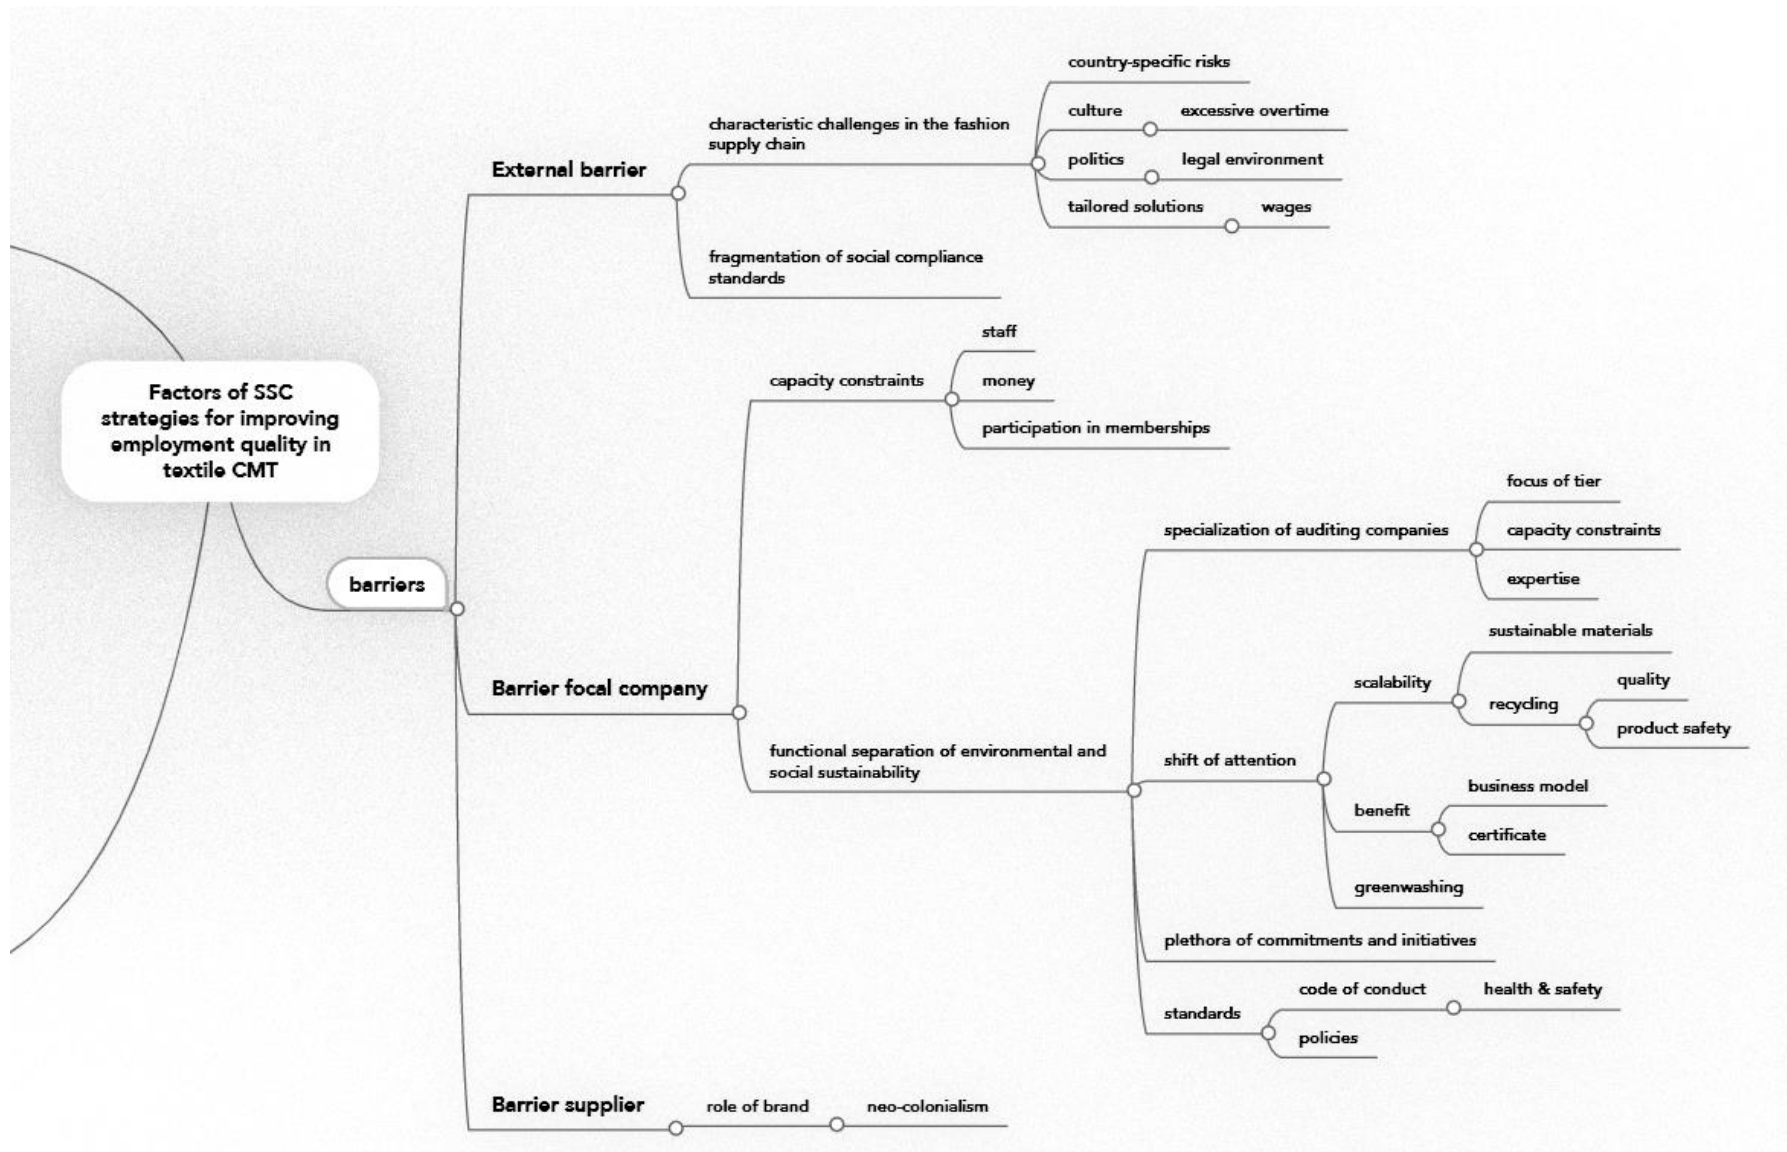 Factors of SSC
strategies for improving
employment quality in
textile CMT
barriers
External barrier
characteristic challenges in the fashion
supply chain
country-specific risks
culture
excessive overtime
politics
legal environment
tailored solutions
wages
fragmentation of social compliance
standards
Barrier focal company
capacity constraints
staff
money
participation in memberships
functional separation of environmental and
social sustainability
specialization of auditing companies
focus of tier
capacity constraints
expertise
shift of attention
scalability
sustainable materials
recycling
quality
product safety
benefit
business model
certificate
greenwashing
plethora of commitments and initiatives
standards
code of conduct
health & safety
policies
Barrier supplier
role of brand
neo-colonialism